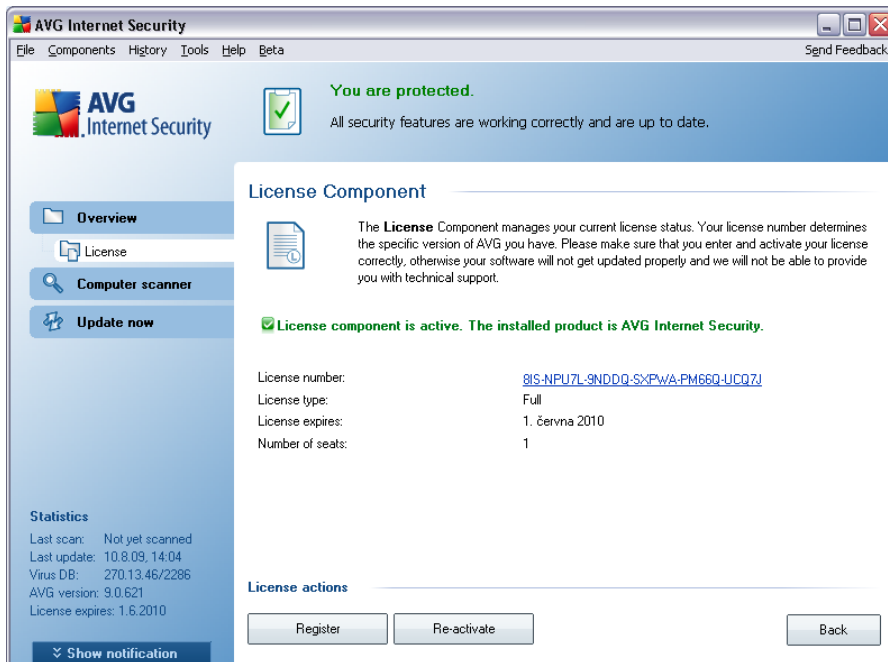 AVG Internet Security
File Components History Tools Help Beta
Send Feedback
AVG
Internet Security
You are protected.
All security features are working correctly and are up to date.
Overview
License
Computer scanner
Update now
License Component
The License Component manages your current license status. Your license number determines
the specific version of AVG you have. Please make sure that you enter and activate your license
correctly, otherwise your software will not get updated properly and we will not be able to provide
you with technical support.
License component is active. The installed product is AVG Internet Security.
License number: 8IS-NPU7L-9NDDQ-SXPWA-PM66Q-UCQ7J
License type: Full
License expires: 1. června 2010
Number of seats: 1
Statistics
Last scan: Not yet scanned
Last update: 10.8.09, 14:04
Virus DB: 270.13.46/2286
AVG version: 9.0.621
License expires: 1.6.2010
Show notification
License actions
Register
Re-activate
Back